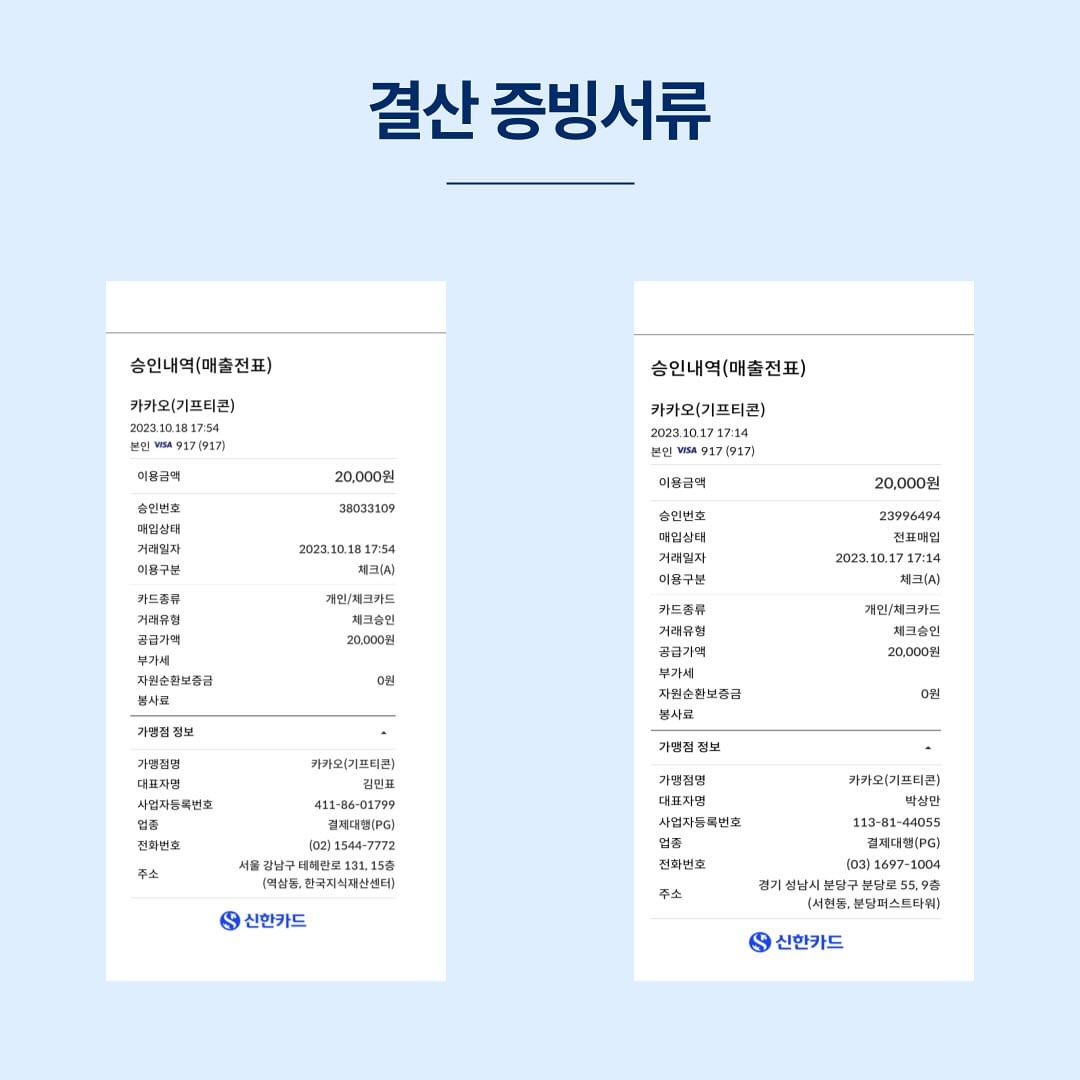 결산 증빙서류
승인내역(매출전표)
카카오(기프티콘)
2023.10.18 17:54
본인 VISA 917 (917)
이용금액 20,000원
승인번호 38033109
매입상태
거래일자 2023.10.18 17:54
이용구분 체크(A)
카드종류 개인/체크카드
거래유형 체크승인
공급가액 20,000원
부가세
자원순환보증금 0원
봉사료
가맹점 정보
가맹점명 카카오(기프티콘)
대표자명 김민표
사업자등록번호 411-86-01799
업종 결제대행(PG)
전화번호 (02) 1544-7772
주소 서울 강남구 테헤란로 131, 15층
(역삼동, 한국지식재산센터)
신한카드
승인내역(매출전표)
카카오(기프티콘)
2023.10.17 17:14
본인 VISA 917 (917)
이용금액 20,000원
승인번호 23996494
매입상태 전표매입
거래일자 2023.10.17 17:14
이용구분 체크(A)
카드종류 개인/체크카드
거래유형 체크승인
공급가액 20,000원
부가세
자원순환보증금 0원
봉사료
가맹점 정보
가맹점명 카카오(기프티콘)
대표자명 박상만
사업자등록번호 113-81-44055
업종 결제대행(PG)
전화번호 (03) 1697-1004
주소 경기 성남시 분당구 분당로 55, 9층
(서현동, 분당퍼스트타워)
신한카드